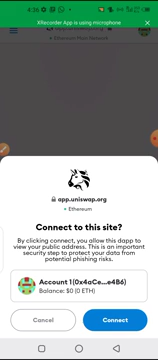 4:36
XRecorder App is using microphone
Ethereum Main Network
app.uniswap.org
Ethereum
Connect to this site?
By clicking connect, you allow this dapp to
view your public address. This is an important
security step to protect your data from
potential phishing risks.
Account 1 (0x4aCe...e4B6)
Balance: $0 (0 ETH)
Cancel
Connect